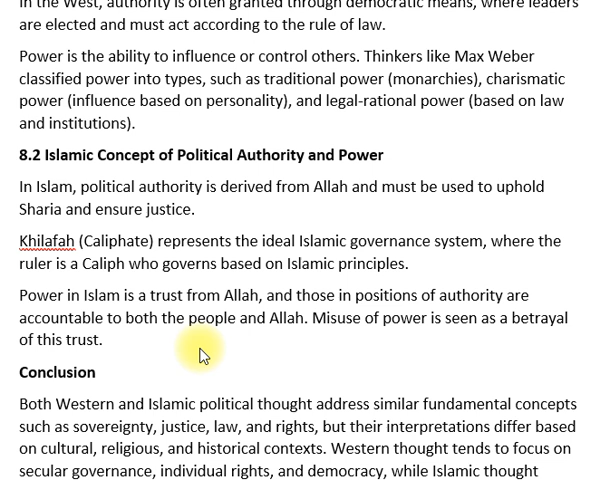 In the West, authority is often granted through democratic means, where leaders
are elected and must act according to the rule of law.
Power is the ability to influence or control others. Thinkers like Max Weber
classified power into types, such as traditional power (monarchies), charismatic
power (influence based on personality), and legal-rational power (based on law
and institutions).
8.2 Islamic Concept of Political Authority and Power
In Islam, political authority is derived from Allah and must be used to uphold
Sharia and ensure justice.
Khilafah (Caliphate) represents the ideal Islamic governance system, where the
ruler is a Caliph who governs based on Islamic principles.
Power in Islam is a trust from Allah, and those in positions of authority are
accountable to both the people and Allah. Misuse of power is seen as a betrayal
of this trust.
Conclusion
Both Western and Islamic political thought address similar fundamental concepts
such as sovereignty, justice, law, and rights, but their interpretations differ based
on cultural, religious, and historical contexts. Western thought tends to focus on
secular governance, individual rights, and democracy, while Islamic thought